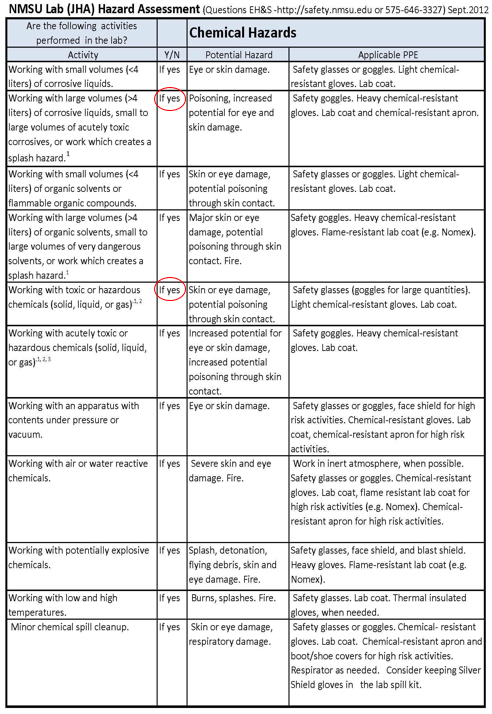 NMSU Lab (JHA) Hazard Assessment (Questions EH&S -http://safety.nmsu.edu or 575-646-3327) Sept.2012
Are the following activities
performed in the lab?
Chemical Hazards
Activity Y/N Potential Hazard Applicable PPE
Working with small volumes (<4 If yes Eye or skin damage. Safety glasses or goggles. Light chemical-
liters) of corrosive liquids. resistant gloves. Lab coat.
Working with large volumes (>4 If yes Poisoning, increased Safety goggles. Heavy chemical-resistant
liters) of corrosive liquids, small to potential for eye and gloves. Lab coat and chemical-resistant apron.
large volumes of acutely toxic skin damage.
corrosives, or work which creates a
splash hazard.1
Working with small volumes (<4 If yes Skin or eye damage, Safety glasses or goggles. Light chemical-
liters) of organic solvents or potential poisoning resistant gloves. Lab coat.
flammable organic compounds. through skin contact.
Working with large volumes (>4 If yes Major skin or eye Safety goggles. Heavy chemical-resistant
liters) of organic solvents, small to damage, potential gloves. Flame-resistant lab coat (e.g. Nomex).
large volumes of very dangerous poisoning through skin
solvents, or work which creates a contact. Fire.
splash hazard.1
Working with toxic or hazardous If yes Skin or eye damage, Safety glasses (goggles for large quantities).
chemicals (solid, liquid, or gas).1, 2 potential poisoning Light chemical-resistant gloves. Lab coat.
through skin contact.
Working with acutely toxic or If yes Increased potential for Safety goggles. Heavy chemical-resistant
hazardous chemicals (solid, liquid, eye or skin damage, gloves. Lab coat.
or gas).1, 2, 3 increased potential
poisoning through skin
contact.
Working with an apparatus with If yes Eye or skin damage. Safety glasses or goggles, face shield for high
contents under pressure or risk activities. Chemical-resistant gloves. Lab
vacuum. coat, chemical-resistant apron for high risk
activities.
Working with air or water reactive If yes Severe skin and eye Work in inert atmosphere, when possible.
chemicals. damage. Fire. Safety glasses or goggles. Chemical-resistant
gloves. Lab coat, flame resistant lab coat for
high risk activities (e.g. Nomex). Chemical-
resistant apron for high risk activities.
Working with potentially explosive If yes Splash, detonation, Safety glasses, face shield, and blast shield.
chemicals. flying debris, skin and Heavy gloves. Flame-resistant lab coat (e.g.
eye damage. Fire. Nomex).
Working with low and high If yes Burns, splashes. Fire. Safety glasses. Lab coat. Thermal insulated
temperatures. gloves, when needed.
Minor chemical spill cleanup. If yes Skin or eye damage, Safety glasses or goggles. Chemical- resistant
respiratory damage. gloves. Lab coat. Chemical-resistant apron and
boot/shoe covers for high risk activities.
Respirator as needed. Consider keeping Silver
Shield gloves in the lab spill kit.